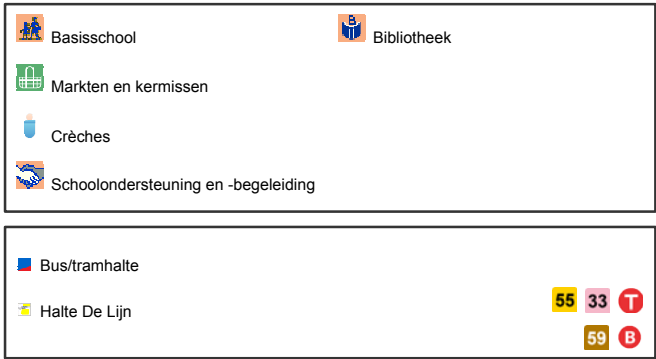 Basisschool
B Bibliotheek
Markten en kermissen
Crèches
Schoolondersteuning en -begeleiding
Bus/tramhalte
Halte De Lijn
55 33 T
59 B